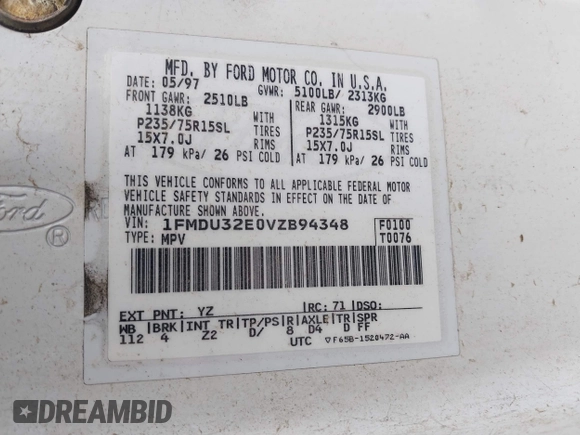 MFD. BY FORD MOTOR CO. IN U.S.A.
DATE: 05/97 GVWR: 5100LB/ 2313KG
FRONT GAWR: 2510LB REAR GAWR: 2900LB
1138KG WITH 1315KG WITH
P235/75R15SL TIRES P235/75R15SL TIRES
15X7.0J RIMS 15X7.0J RIMS
AT 179 kPa/ 26 PSI COLD AT 179 kPa/ 26 PSI COLD
THIS VEHICLE CONFORMS TO ALL APPLICABLE FEDERAL MOTOR
VEHICLE SAFETY STANDARDS IN EFFECT ON THE DATE OF
MANUFACTURE SHOWN ABOVE.
VIN: 1FMDU32E0VZB94348 F0100
TYPE: MPV T0076
EXT PNT: YZ RC: 71 DSO:
WB BRK INT TR TP/PS R AXLE TR SPR
112 4 Z2 D/ 8 D4 D FF
UTC ▽F65B-1520472-AA
Ford
DREAMBID